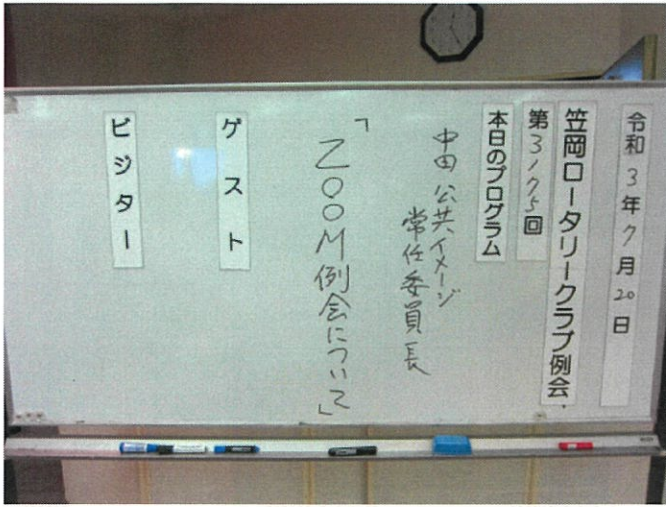 令和3年7月20日
笠岡ロータリークラブ例会
第3175回
本日のプログラム
中田 公共イメージ
常任委員長
「ZOOM例会について」
ゲスト
ビジター